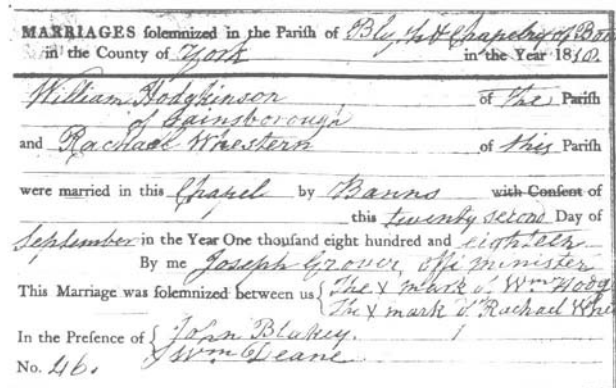 MARRIAGES ſolemnized in the Pariſh of Blyth & Chapelry of Baw
in the County of York in the Year 1818.
William Hodgkinson of The Pariſh
of Gainsborough
and Rachael Whestern of this Pariſh
were married in this Chapel by Banns with Conſent of
this twenty second Day of
September in the Year One thouſand eight hundred and eighteen
By me Joseph Grover, offi minister
This Marriage was ſolemnized between us { The X mark of Wm Hodg
The X mark of Rachael Whe
In the Preſence of { John Blakey.
Wm Deane.
No. 46.